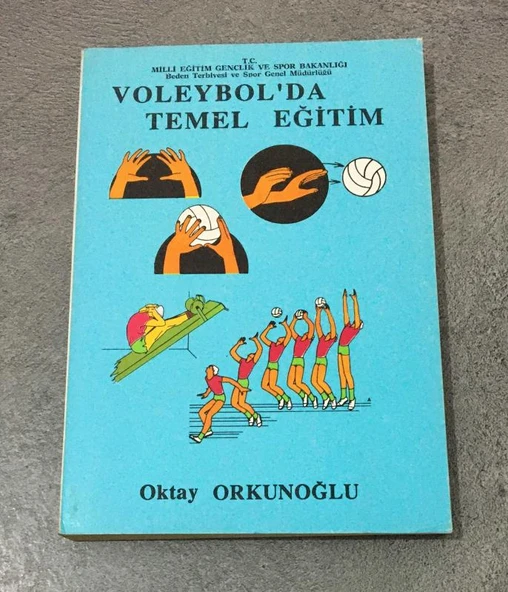 T.C.
MİLLİ EĞİTİM GENÇLİK VE SPOR BAKANLIĞI
Beden Terbiyesi ve Spor Genel Müdürlüğü
VOLEYBOL'DA
TEMEL EĞİTİM
Oktay ORKUNOĞLU